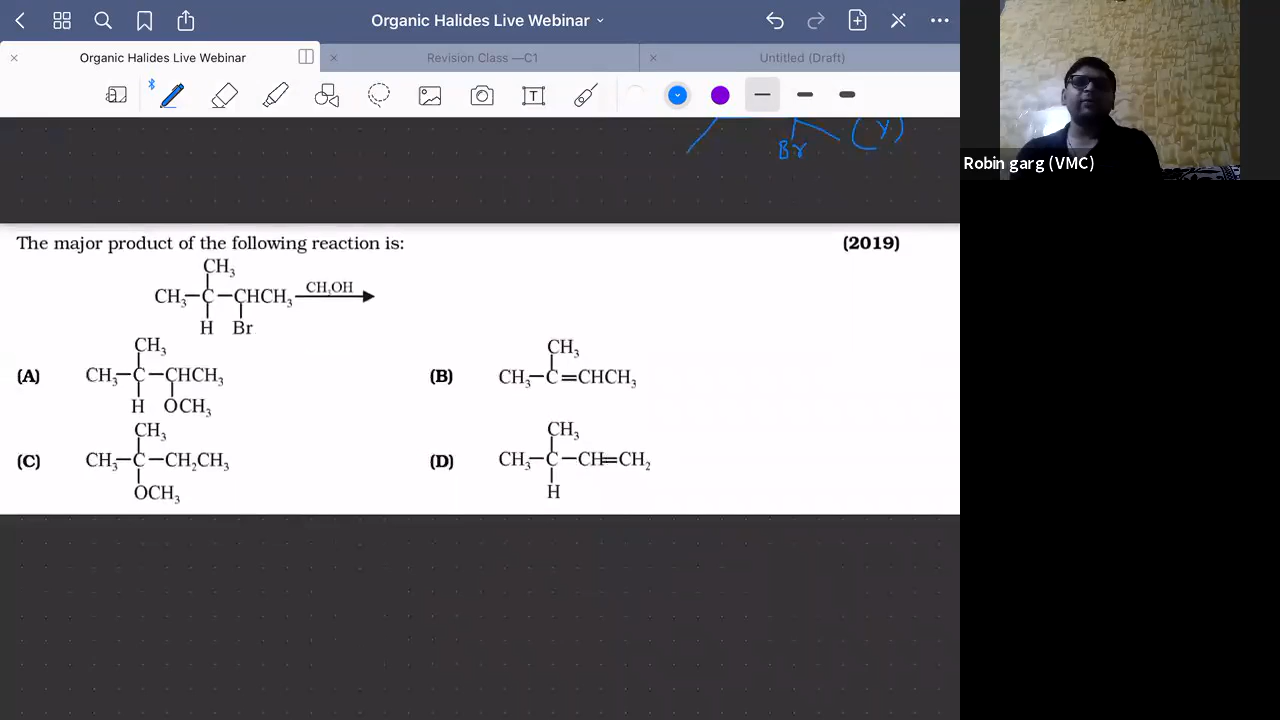 Organic Halides Live Webinar
Organic Halides Live Webinar
Revision Class —C1
Untitled (Draft)
T
Br (Y)
Robin garg (VMC)
The major product of the following reaction is: (2019)
CH₃
CH₃—C—CHCH₃ CH₃OH
H Br
CH₃
(A) CH₃—C—CHCH₃
H OCH₃
CH₃
(B) CH₃—C=CHCH₃
CH₃
(C) CH₃—C—CH₂CH₃
OCH₃
CH₃
(D) CH₃—C—CH=CH₂
H